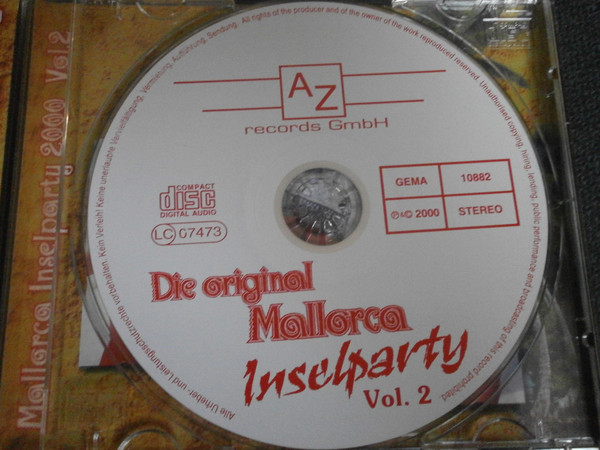 Mallorca Inselparty 2000 Vol.2
Alle Urheber- und Leistungsschutzrechte vorbehalten. Kein Verleih! Keine unerlaubte Vervielfältigung, Vermietung, Aufführung, Sendung. All rights of the producer and of the owner of the work reproduced reserved. Unauthorised copying, hiring, lending, public performance and broadcasting of this record prohibited.
AZ
records GmbH
COMPACT
disc
DIGITAL AUDIO
LC 07473
GEMA 10882
℗&© 2000 STEREO
Die original
Mallorca
Inselparty
Vol. 2